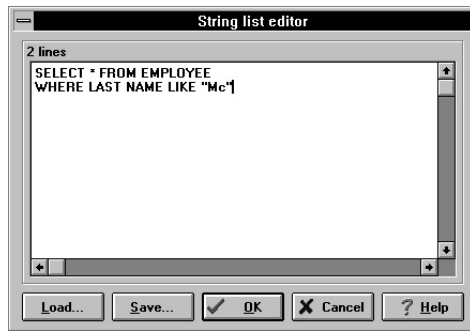 String list editor
2 lines
SELECT * FROM EMPLOYEE
WHERE LAST NAME LIKE "Mc"
Load... Save... OK Cancel ? Help